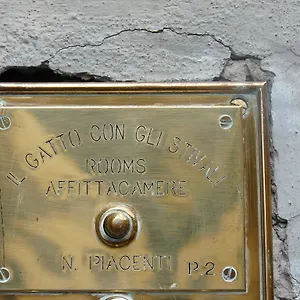 IL GATTO CON GLI STIVALI
ROOMS
AFFITTACAMERE
N. PIACENTI P.2